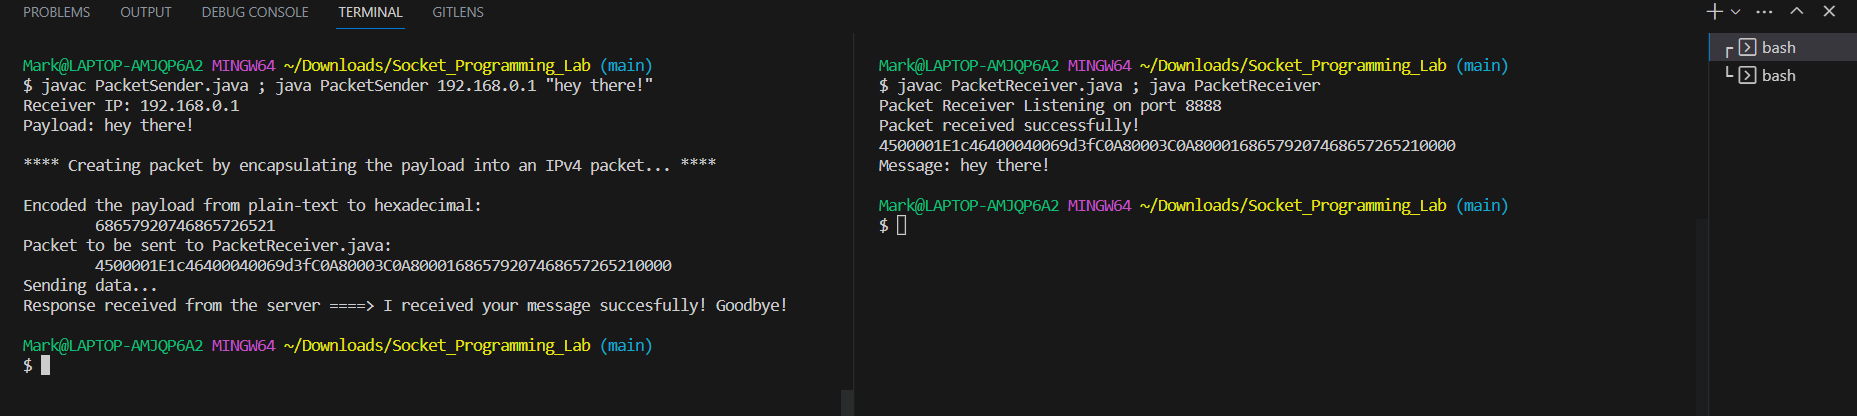 PROBLEMS OUTPUT DEBUG CONSOLE TERMINAL GITLENS
Mark@LAPTOP-AMJQP6A2 MINGW64 ~/Downloads/Socket_Programming_Lab (main)
$ javac PacketSender.java ; java PacketSender 192.168.0.1 "hey there!"
Receiver IP: 192.168.0.1
Payload: hey there!
**** Creating packet by encapsulating the payload into an IPv4 packet... ****
Encoded the payload from plain-text to hexadecimal:
68657920746865726521
Packet to be sent to PacketReceiver.java:
4500001E1c46400040069d3fC0A80003C0A80001686579207468657265210000
Sending data...
Response received from the server ====> I received your message succesfully! Goodbye!
Mark@LAPTOP-AMJQP6A2 MINGW64 ~/Downloads/Socket_Programming_Lab (main)
$
Mark@LAPTOP-AMJQP6A2 MINGW64 ~/Downloads/Socket_Programming_Lab (main)
$ javac PacketReceiver.java ; java PacketReceiver
Packet Receiver Listening on port 8888
Packet received successfully!
4500001E1c46400040069d3fC0A80003C0A80001686579207468657265210000
Message: hey there!
Mark@LAPTOP-AMJQP6A2 MINGW64 ~/Downloads/Socket_Programming_Lab (main)
$
bash
bash